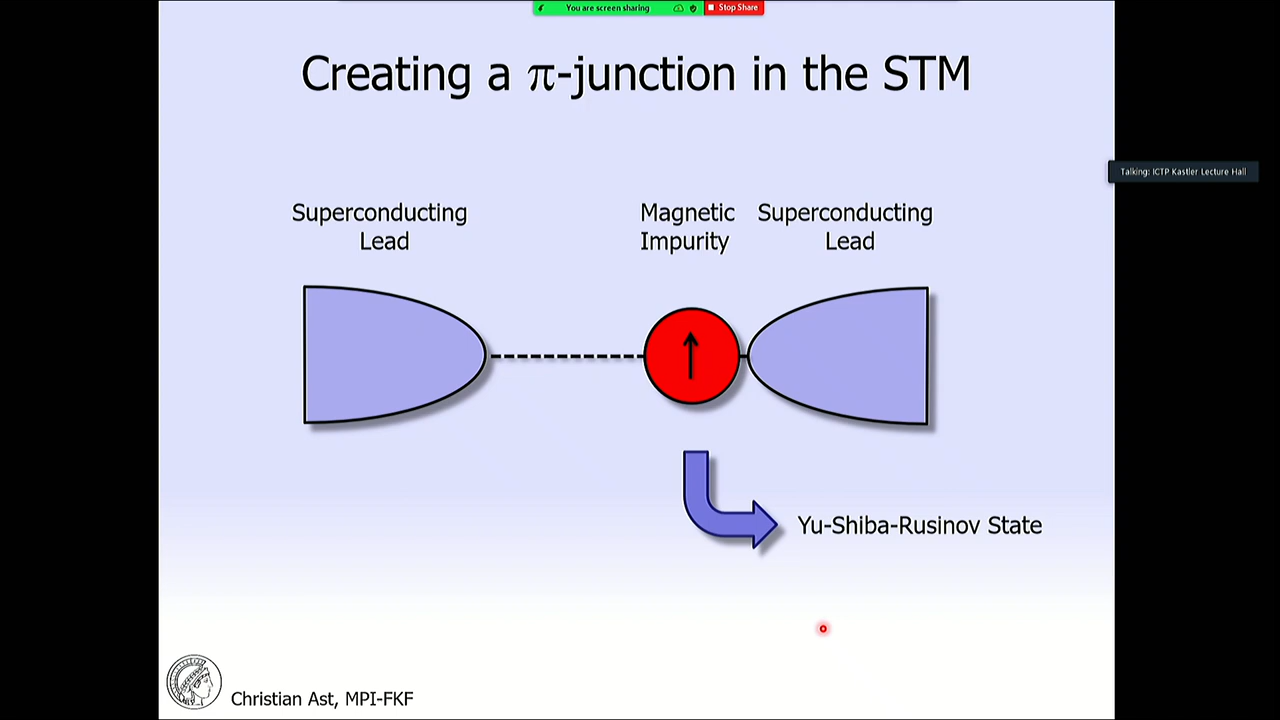 You are screen sharing
Stop Share
Creating a π-junction in the STM
Talking: ICTP Kastler Lecture Hall
Superconducting
Lead
Magnetic
Impurity
Superconducting
Lead
Yu-Shiba-Rusinov State
Christian Ast, MPI-FKF